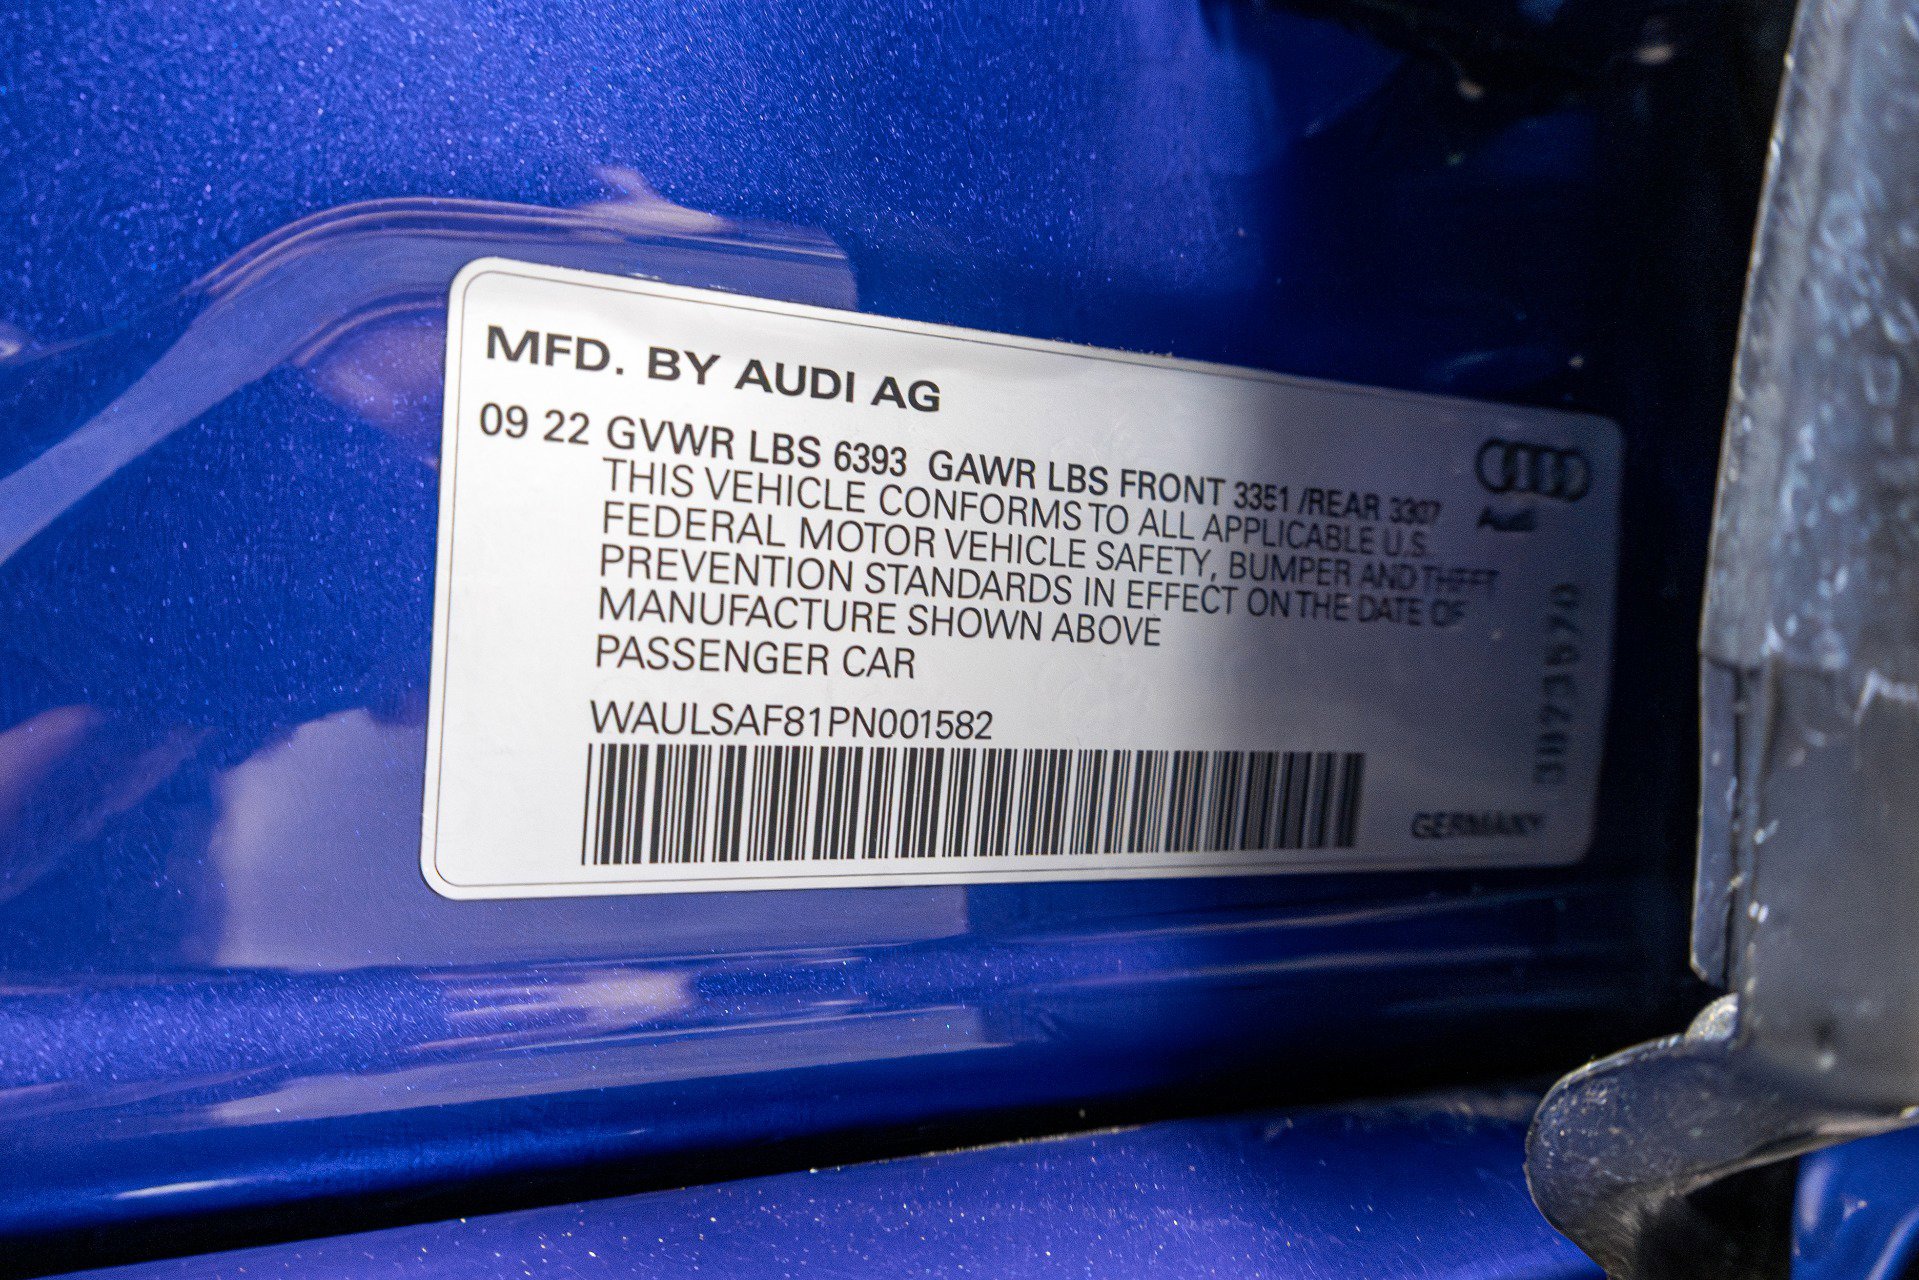 MFD. BY AUDI AG
09 22 GVWR LBS 6393 GAWR LBS FRONT 3351 /REAR 3307
THIS VEHICLE CONFORMS TO ALL APPLICABLE U.S.
FEDERAL MOTOR VEHICLE SAFETY, BUMPER AND THEFT
PREVENTION STANDARDS IN EFFECT ON THE DATE OF
MANUFACTURE SHOWN ABOVE
PASSENGER CAR
WAULSAF81PN001582
Audi
GERMANY